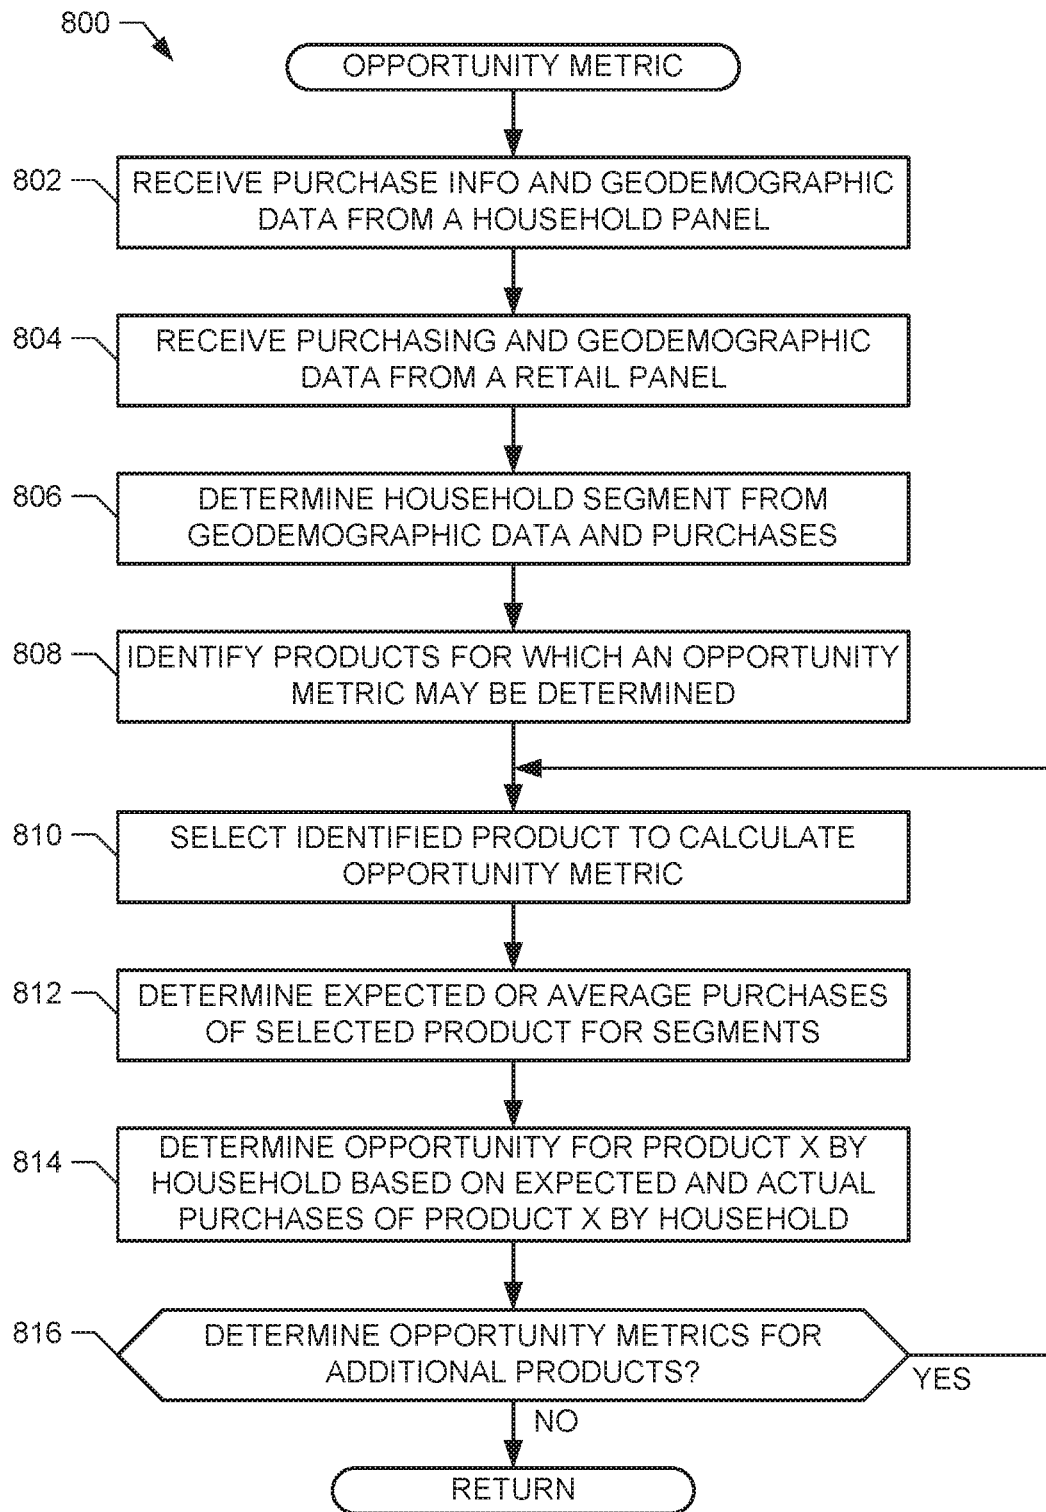 800
OPPORTUNITY METRIC
802
RECEIVE PURCHASE INFO AND GEODEMOGRAPHIC
DATA FROM A HOUSEHOLD PANEL
804
RECEIVE PURCHASING AND GEODEMOGRAPHIC
DATA FROM A RETAIL PANEL
806
DETERMINE HOUSEHOLD SEGMENT FROM
GEODEMOGRAPHIC DATA AND PURCHASES
808
IDENTIFY PRODUCTS FOR WHICH AN OPPORTUNITY
METRIC MAY BE DETERMINED
810
SELECT IDENTIFIED PRODUCT TO CALCULATE
OPPORTUNITY METRIC
812
DETERMINE EXPECTED OR AVERAGE PURCHASES
OF SELECTED PRODUCT FOR SEGMENTS
814
DETERMINE OPPORTUNITY FOR PRODUCT X BY
HOUSEHOLD BASED ON EXPECTED AND ACTUAL
PURCHASES OF PRODUCT X BY HOUSEHOLD
816
DETERMINE OPPORTUNITY METRICS FOR
ADDITIONAL PRODUCTS?
YES
NO
RETURN